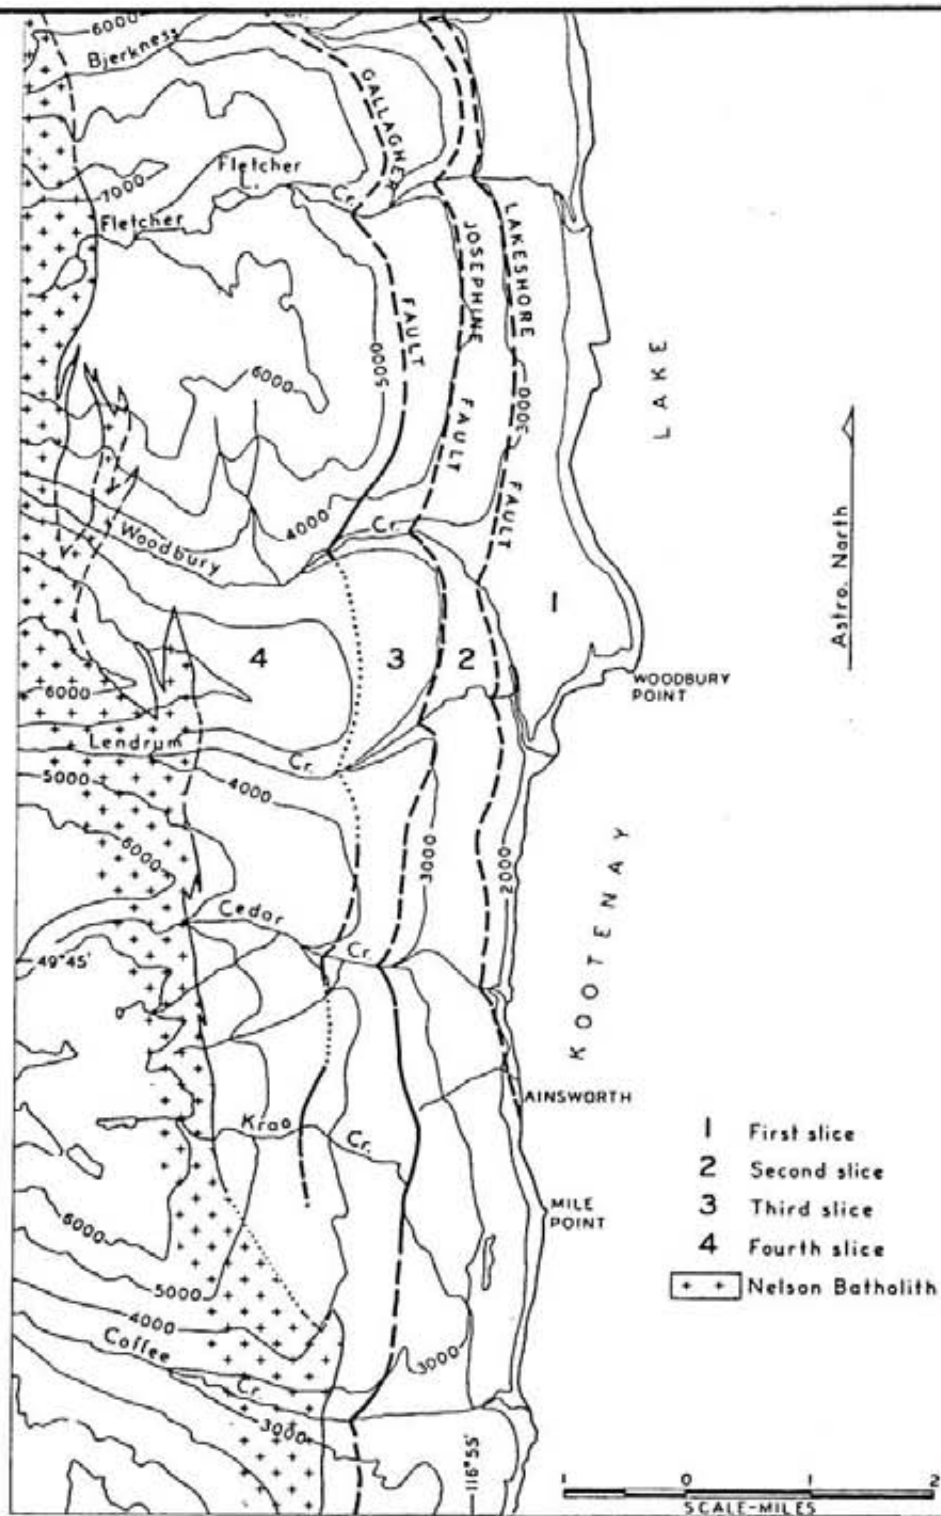 6000
Cr.
Bjerkness
GALLAGHER
Fletcher
L.
Cr.
7000
Fletcher
LAKESHORE
JOSEPHINE
FAULT
5000
LAKE
6000
3000
FAULT
FAULT
Astro. North
4000
Cr.
Woodbury
1
4
3
2
WOODBURY
POINT
6000
Lendrum
Cr.
5000
4000
3000
2000
6000
KOOTENAY
Cedar
Cr.
49°45'
AINSWORTH
Krao
Cr.
1 First slice
2 Second slice
MILE
POINT
3 Third slice
6000
4 Fourth slice
5000
++ Nelson Batholith
4000
Coffee
3000
Cr.
3000
116°55'
1 0 1 2
SCALE-MILES